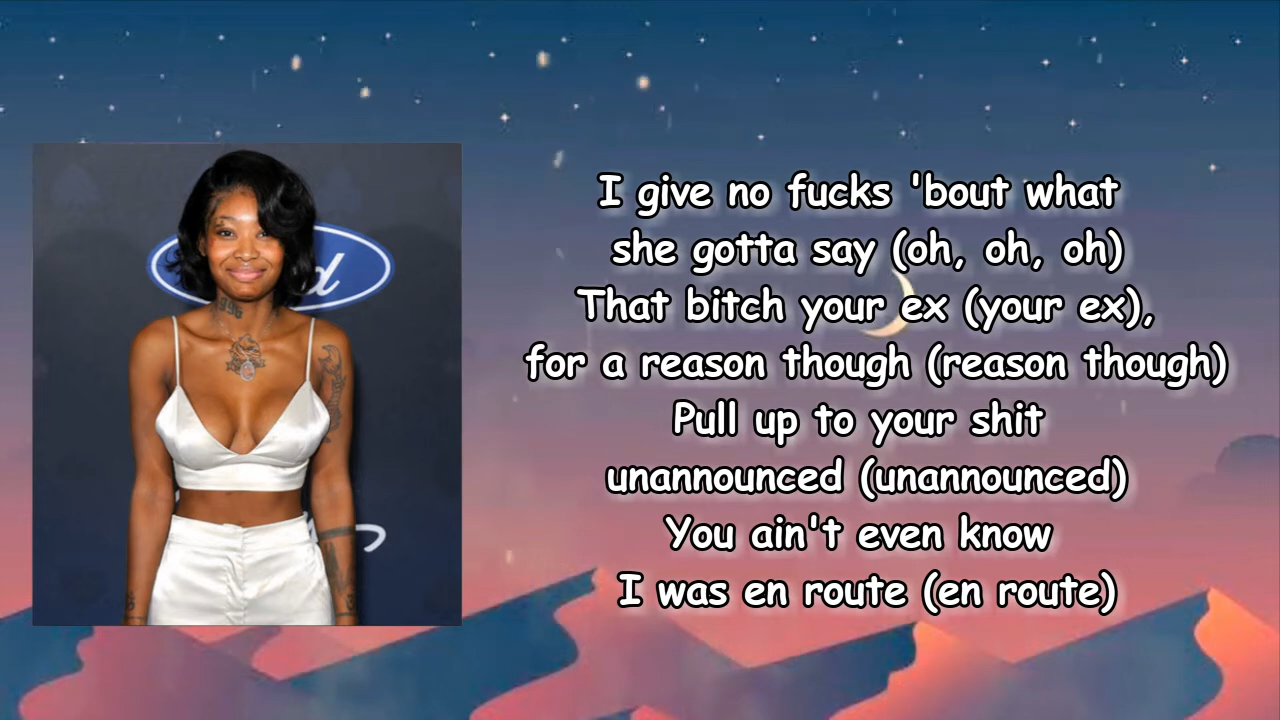 I give no fucks 'bout what
she gotta say (oh, oh, oh)
That bitch your ex (your ex),
for a reason though (reason though)
Pull up to your shit
unannounced (unannounced)
You ain't even know
I was en route (en route)